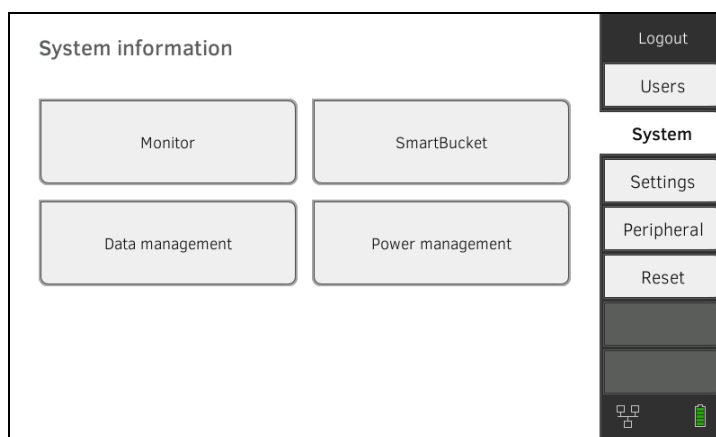 System information
Monitor
SmartBucket
Data management
Power management
Logout
Users
System
Settings
Peripheral
Reset